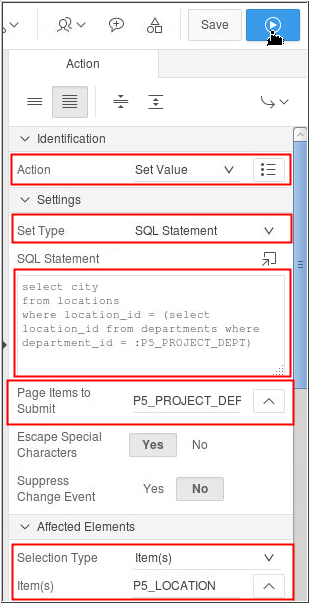 Save
Action
Identification
Action Set Value
Settings
Set Type SQL Statement
SQL Statement
select city
from locations
where location_id = (select
location_id from departments where
department_id = :P5_PROJECT_DEPT)
Page Items to
Submit
P5_PROJECT_DEF
Escape Special
Characters
Yes No
Suppress
Change Event
Yes No
Affected Elements
Selection Type Item(s)
Item(s) P5_LOCATION